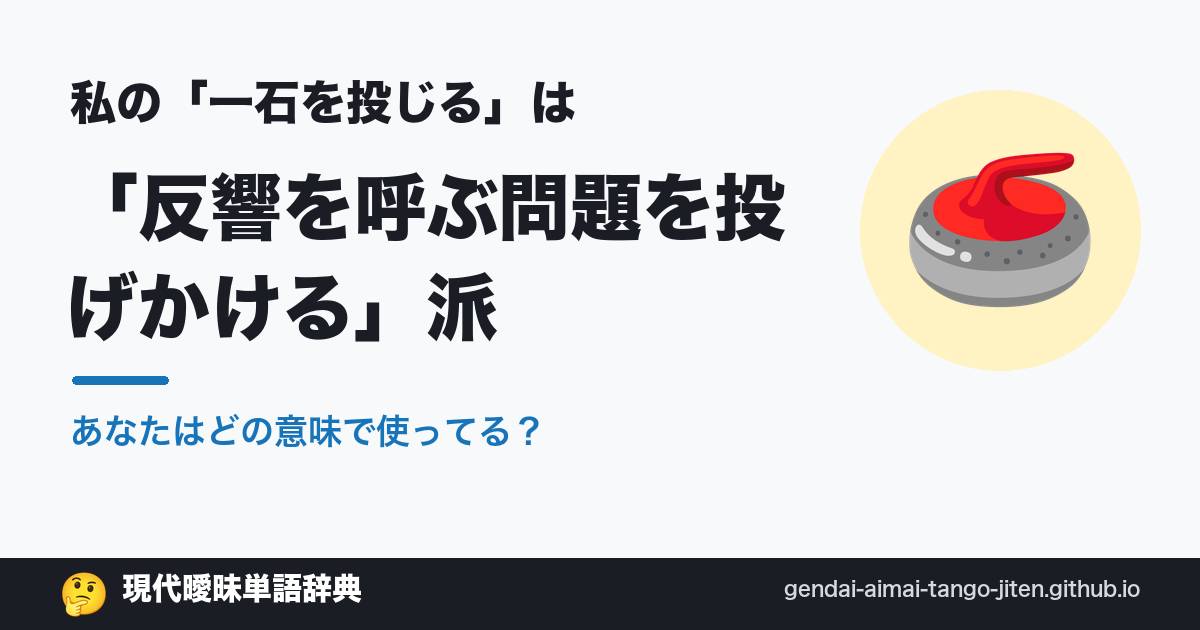 私の「一石を投じる」は
「反響を呼ぶ問題を投
げかける」派
あなたはどの意味で使ってる？
現代曖昧単語辞典
gendai-aimai-tango-jiten.github.io